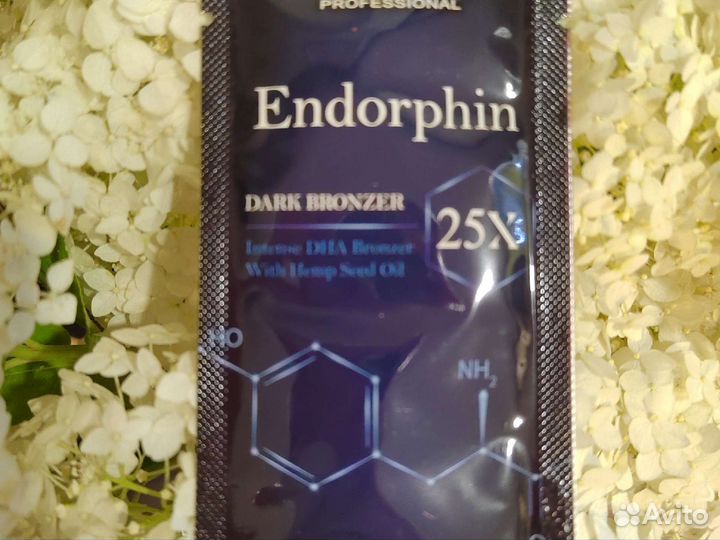 PROFESSIONAL
Endorphin
DARK BRONZER
25X
Intense DHA Bronzer
With Hemp Seed Oil
HO
NH2
Avito